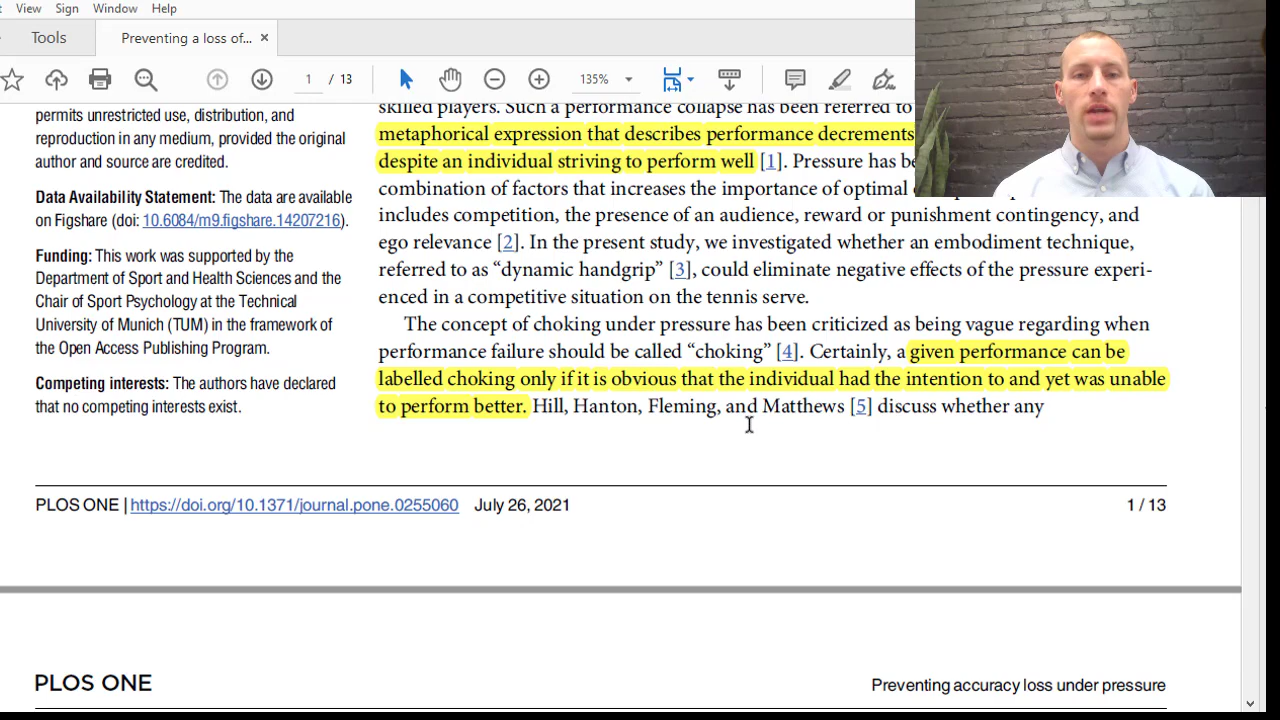 View Sign Window Help
Tools
Preventing a loss of... ×
1 / 13
135%
permits unrestricted use, distribution, and
reproduction in any medium, provided the original
author and source are credited.
Data Availability Statement: The data are available
on Figshare (doi: 10.6084/m9.figshare.14207216).
Funding: This work was supported by the
Department of Sport and Health Sciences and the
Chair of Sport Psychology at the Technical
University of Munich (TUM) in the framework of
the Open Access Publishing Program.
Competing interests: The authors have declared
that no competing interests exist.
skilled players. Such a performance collapse has been referred to
metaphorical expression that describes performance decrements
despite an individual striving to perform well [1]. Pressure has be
combination of factors that increases the importance of optimal
includes competition, the presence of an audience, reward or punishment contingency, and
ego relevance [2]. In the present study, we investigated whether an embodiment technique,
referred to as “dynamic handgrip” [3], could eliminate negative effects of the pressure experi-
enced in a competitive situation on the tennis serve.
The concept of choking under pressure has been criticized as being vague regarding when
performance failure should be called “choking” [4]. Certainly, a given performance can be
labelled choking only if it is obvious that the individual had the intention to and yet was unable
to perform better. Hill, Hanton, Fleming, and Matthews [5] discuss whether any
PLOS ONE | https://doi.org/10.1371/journal.pone.0255060 July 26, 2021
1 / 13
PLOS ONE
Preventing accuracy loss under pressure